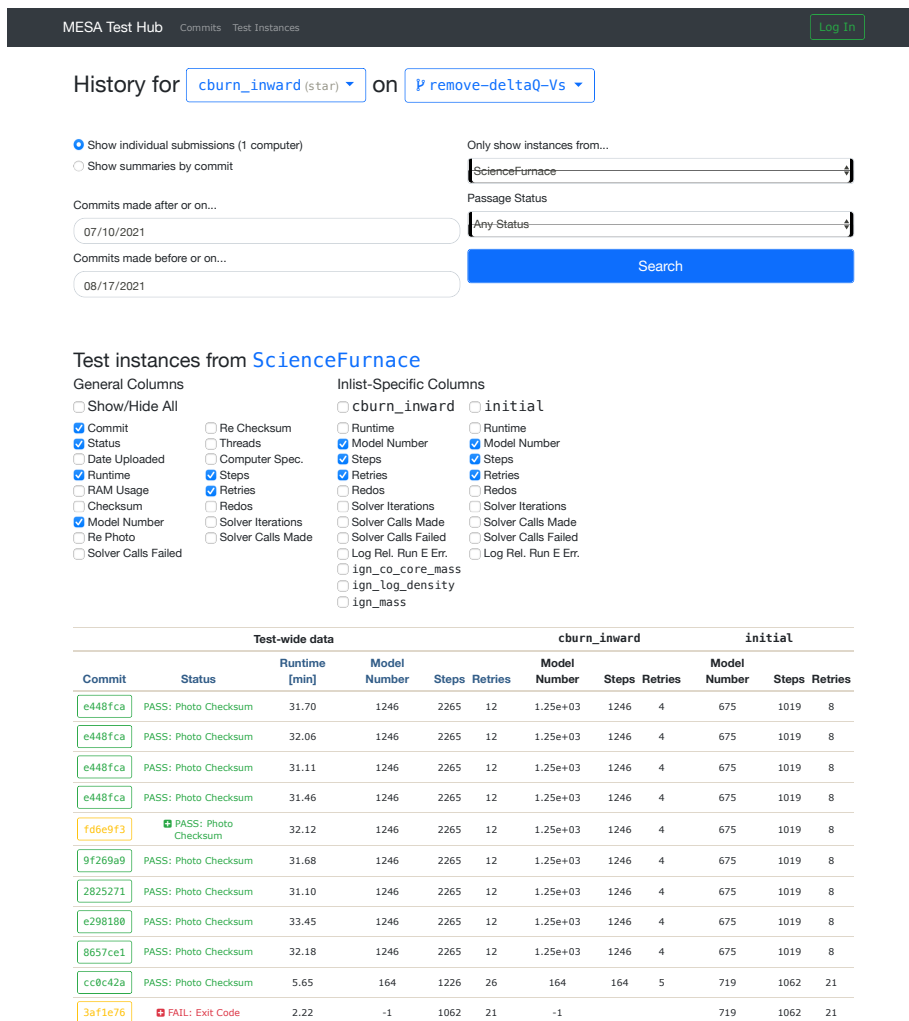 MESA Test Hub Commits Test Instances Log In
History for cburn_inward (star) on remove-deltaQ-Vs
Show individual submissions (1 computer)
Show summaries by commit
Commits made after or on...
07/10/2021
Commits made before or on...
08/17/2021
Only show instances from...
ScienceFurnace
Passage Status
Any Status
Search
Test instances from ScienceFurnace
General Columns
Show/Hide All
Commit
Status
Date Uploaded
Runtime
RAM Usage
Checksum
Model Number
Re Photo
Solver Calls Failed
Re Checksum
Threads
Computer Spec.
Steps
Retries
Redos
Solver Iterations
Solver Calls Made
Inlist-Specific Columns
cburn_inward
Runtime
Model Number
Steps
Retries
Redos
Solver Iterations
Solver Calls Made
Solver Calls Failed
Log Rel. Run E Err.
ign_co_core_mass
ign_log_density
ign_mass
initial
Runtime
Model Number
Steps
Retries
Redos
Solver Iterations
Solver Calls Made
Solver Calls Failed
Log Rel. Run E Err.
Test-wide data cburn_inward initial
Runtime Model Model Model
Commit Status [min] Number Steps Retries Number Steps Retries Number Steps Retries
e448fca PASS: Photo Checksum 31.70 1246 2265 12 1.25e+03 1246 4 675 1019 8
e448fca PASS: Photo Checksum 32.06 1246 2265 12 1.25e+03 1246 4 675 1019 8
e448fca PASS: Photo Checksum 31.11 1246 2265 12 1.25e+03 1246 4 675 1019 8
e448fca PASS: Photo Checksum 31.46 1246 2265 12 1.25e+03 1246 4 675 1019 8
fd6e9f3 PASS: Photo 32.12 1246 2265 12 1.25e+03 1246 4 675 1019 8
Checksum
9f269a9 PASS: Photo Checksum 31.68 1246 2265 12 1.25e+03 1246 4 675 1019 8
2825271 PASS: Photo Checksum 31.10 1246 2265 12 1.25e+03 1246 4 675 1019 8
e298180 PASS: Photo Checksum 33.45 1246 2265 12 1.25e+03 1246 4 675 1019 8
8657ce1 PASS: Photo Checksum 32.18 1246 2265 12 1.25e+03 1246 4 675 1019 8
cc0c42a PASS: Photo Checksum 5.65 164 1226 26 164 164 5 719 1062 21
3af1e76 FAIL: Exit Code 2.22 -1 1062 21 -1 719 1062 21